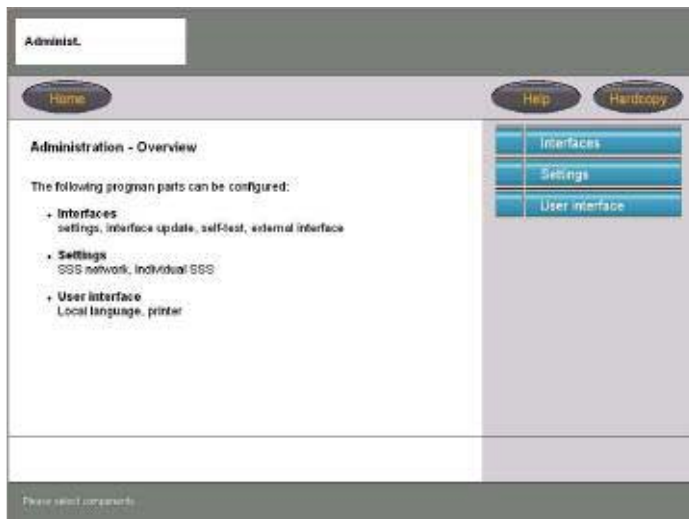 Administ.
Home
Help
Hardcopy
Administration - Overview
The following progman parts can be configured:
• Interfaces
settings, interface update, self-test, external interface
• Settings
SSS network, individual SSS
• User interface
Local language, printer
Interfaces
Settings
User interface
Please select components.